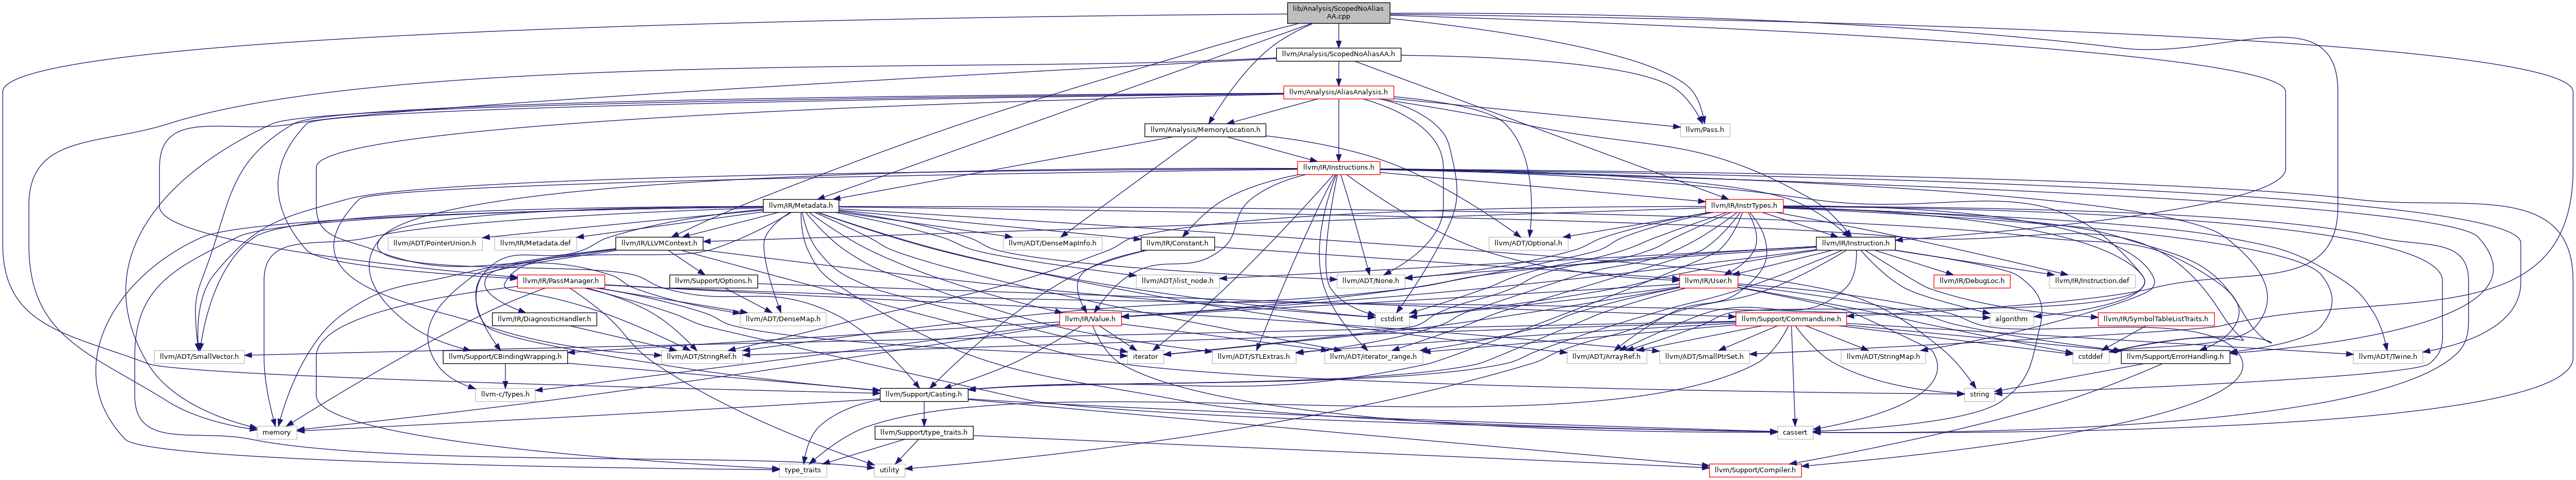 lib/Analysis/ScopedNoAlias
AA.cpp
llvm/Analysis/ScopedNoAliasAA.h
llvm/Analysis/AliasAnalysis.h
llvm/Analysis/MemoryLocation.h
llvm/Pass.h
llvm/IR/Instructions.h
llvm/IR/Metadata.h
llvm/IR/InstrTypes.h
llvm/ADT/PointerUnion.h
llvm/IR/Metadata.def
llvm/IR/LLVMContext.h
llvm/ADT/DenseMapInfo.h
llvm/IR/Constant.h
llvm/ADT/Optional.h
llvm/IR/Instruction.h
llvm/IR/PassManager.h
llvm/Support/Options.h
llvm/ADT/ilist_node.h
llvm/ADT/None.h
llvm/IR/User.h
llvm/IR/DebugLoc.h
llvm/IR/Instruction.def
llvm/IR/DiagnosticHandler.h
llvm/ADT/DenseMap.h
llvm/IR/Value.h
cstdint
llvm/Support/CommandLine.h
algorithm
llvm/IR/SymbolTableListTraits.h
llvm/ADT/SmallVector.h
llvm/Support/CBindingWrapping.h
llvm/ADT/StringRef.h
iterator
llvm/ADT/STLExtras.h
llvm/ADT/iterator_range.h
llvm/ADT/ArrayRef.h
llvm/ADT/SmallPtrSet.h
llvm/ADT/StringMap.h
cstddef
llvm/Support/ErrorHandling.h
llvm/ADT/Twine.h
llvm-c/Types.h
llvm/Support/Casting.h
string
memory
llvm/Support/type_traits.h
cassert
type_traits
utility
llvm/Support/Compiler.h